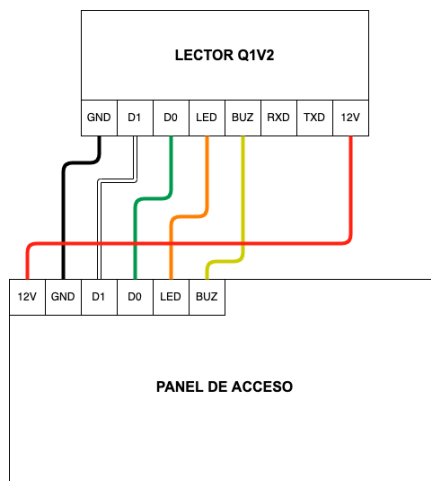 LECTOR Q1V2
GND D1 D0 LED BUZ RXD TXD 12V
12V GND D1 D0 LED BUZ
PANEL DE ACCESO